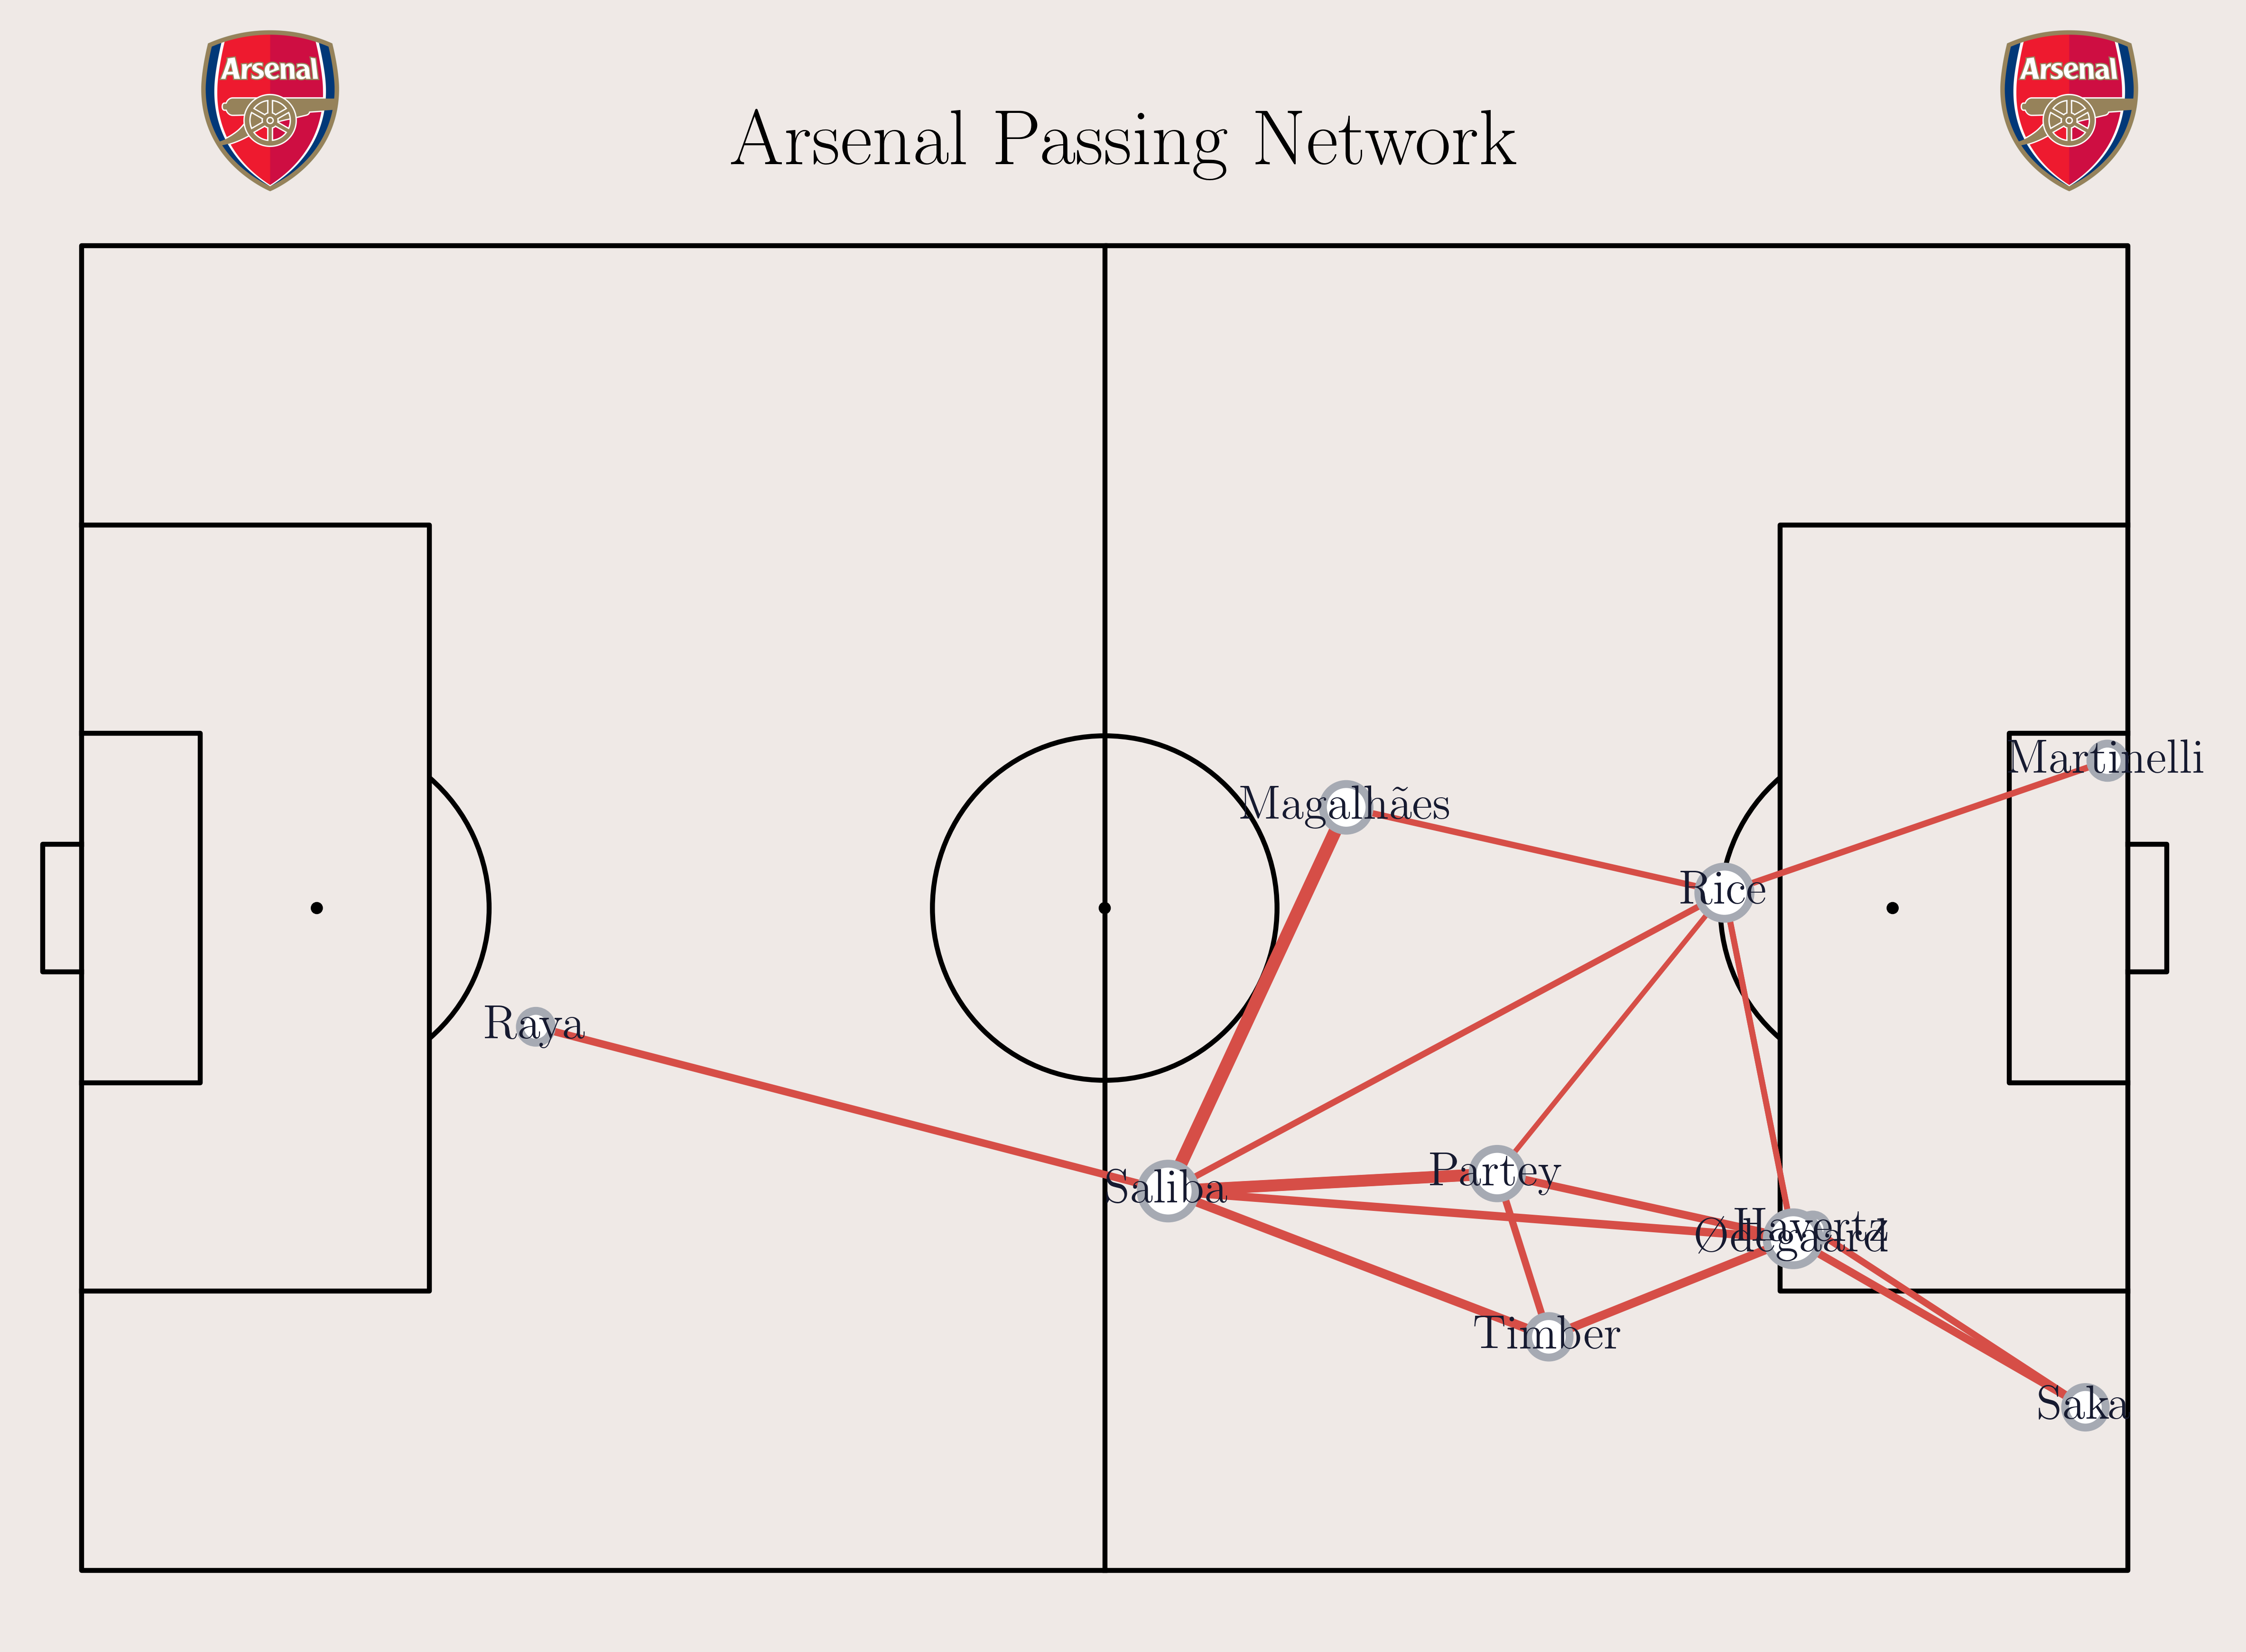 Arsenal
Arsenal
Arsenal Passing Network
Martinelli
Magalhães
Rice
Raya
Partey
Saliba
Havertz
Ødegaard
Timber
Saka